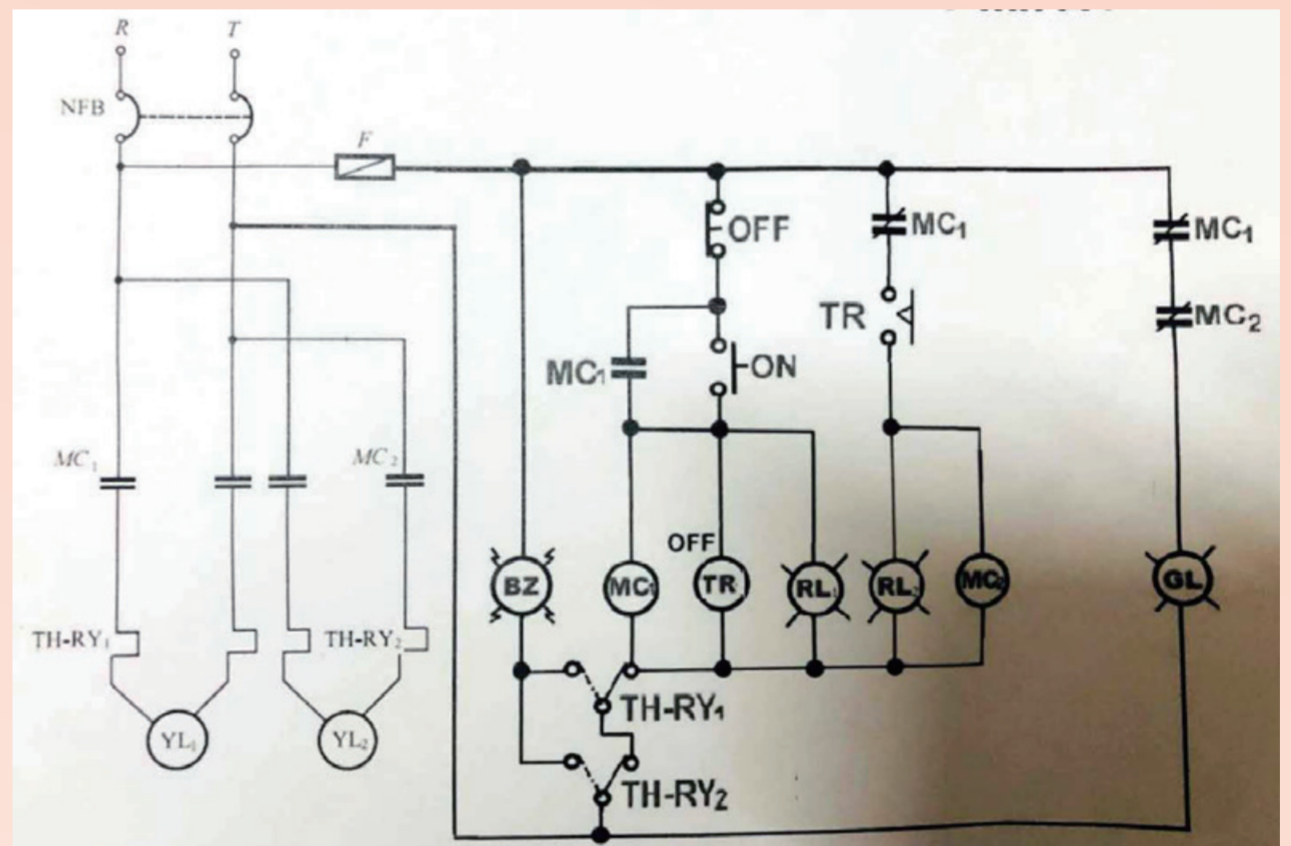 R T
NFB
F
OFF
MC₁
MC₁
TR
MC₂
MC₁
ON
MC₁
MC₂
OFF
BZ
MC₁
TR
RL₁
RL₂
MC₂
GL
TH-RY₁
TH-RY₂
TH-RY₁
YL₁
YL₂
TH-RY₂